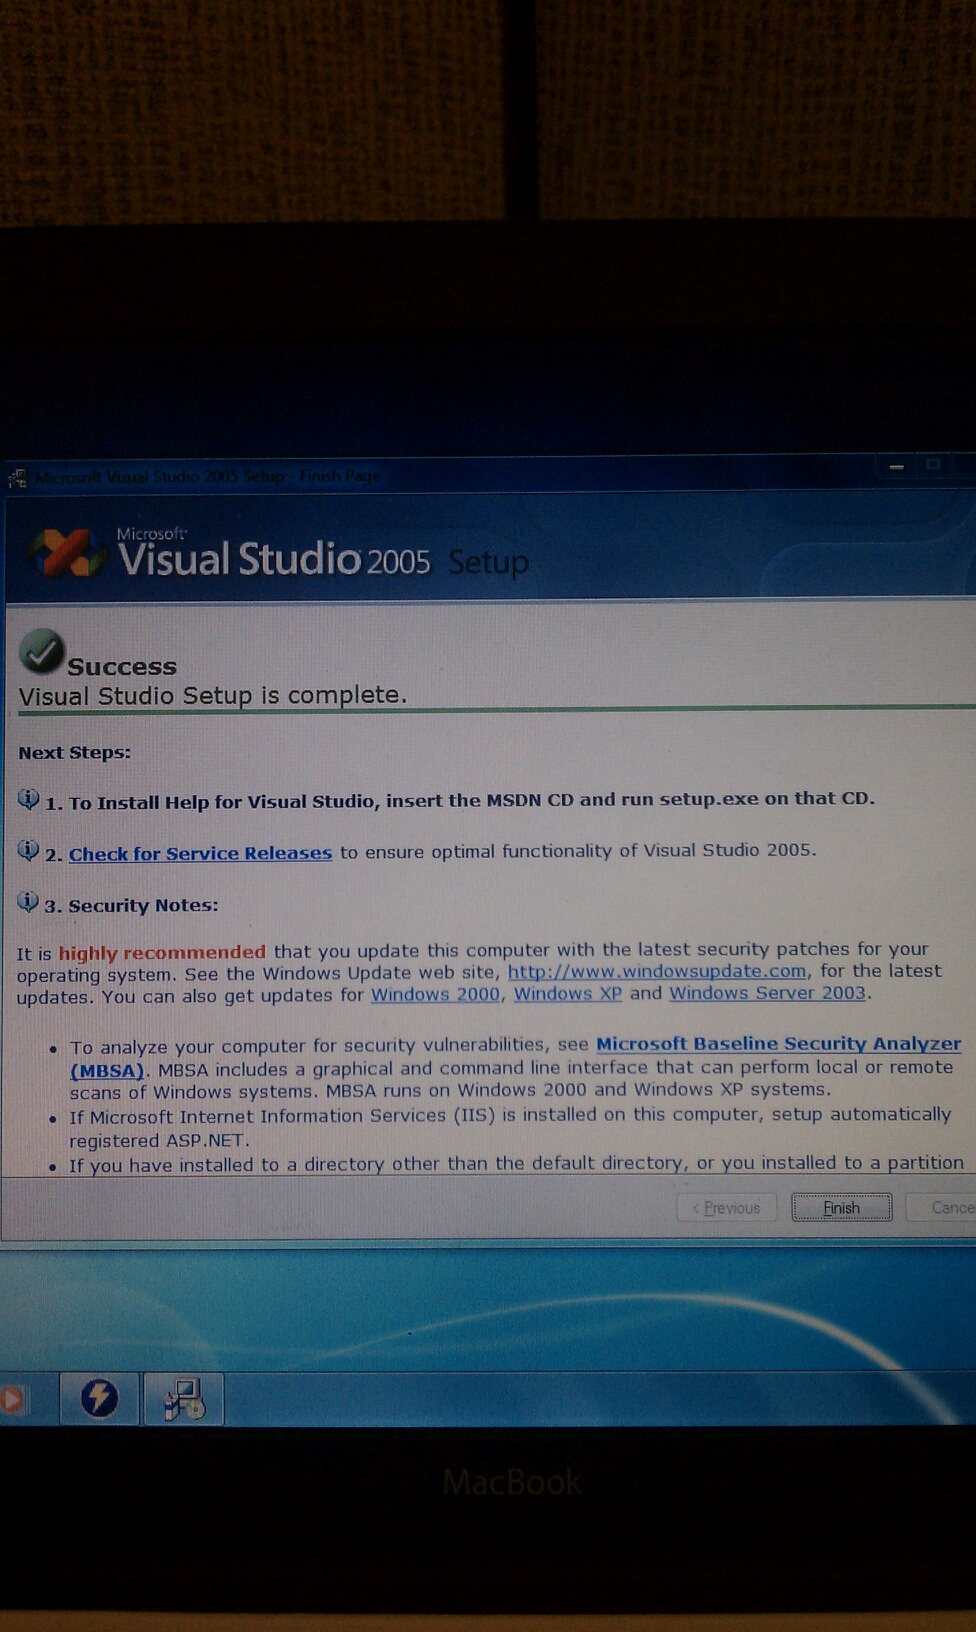 Microsoft Visual Studio 2005 Setup - Finish Page
Microsoft®
Visual Studio 2005 Setup
Success
Visual Studio Setup is complete.
Next Steps:
1. To Install Help for Visual Studio, insert the MSDN CD and run setup.exe on that CD.
2. Check for Service Releases to ensure optimal functionality of Visual Studio 2005.
3. Security Notes:
It is highly recommended that you update this computer with the latest security patches for your
operating system. See the Windows Update web site, http://www.windowsupdate.com, for the latest
updates. You can also get updates for Windows 2000, Windows XP and Windows Server 2003.
• To analyze your computer for security vulnerabilities, see Microsoft Baseline Security Analyzer
(MBSA). MBSA includes a graphical and command line interface that can perform local or remote
scans of Windows systems. MBSA runs on Windows 2000 and Windows XP systems.
• If Microsoft Internet Information Services (IIS) is installed on this computer, setup automatically
registered ASP.NET.
• If you have installed to a directory other than the default directory, or you installed to a partition
< Previous Finish Cance
MacBook